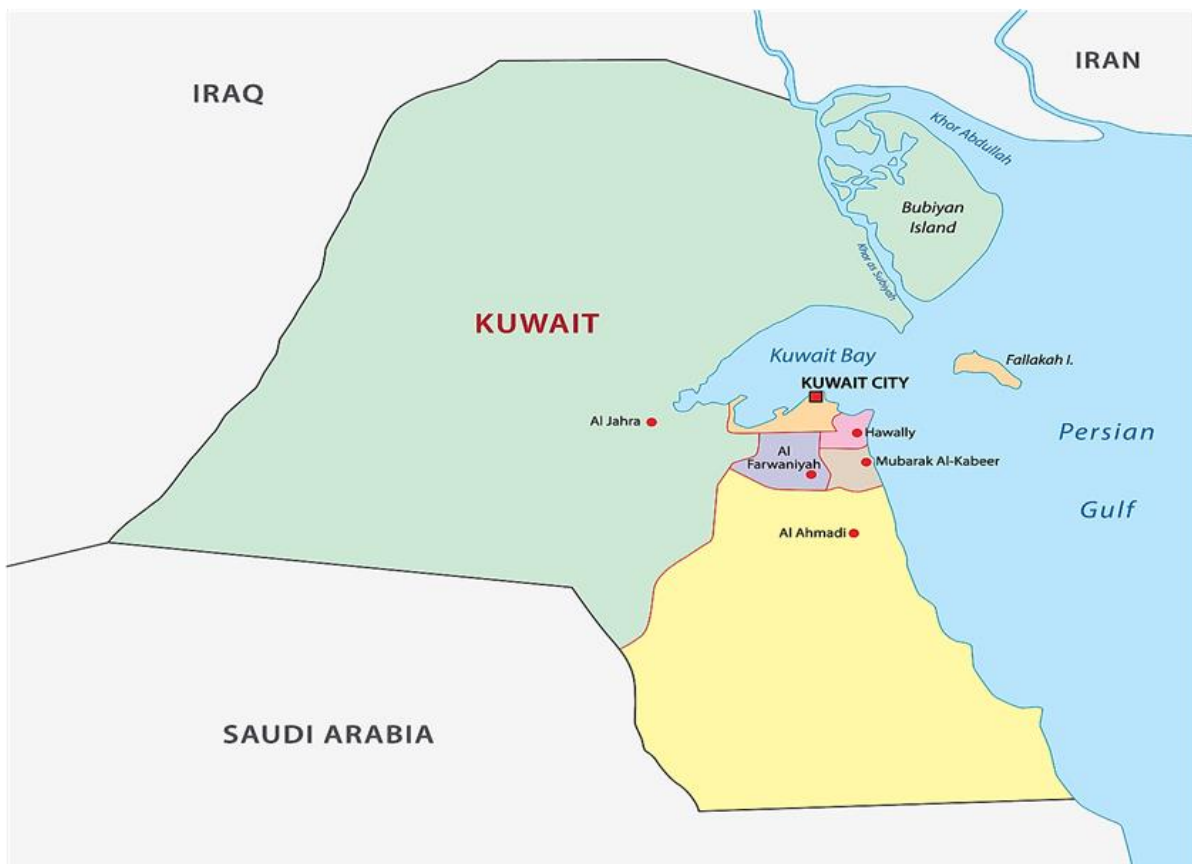 IRAN
IRAQ
Khor Abdullah
Bubiyan
Island
Khor as Subiyah
KUWAIT
Kuwait Bay
Fallakah I.
KUWAIT CITY
Al Jahra
Hawally
Persian
Gulf
Al
Farwaniyah
Mubarak Al-Kabeer
Al Ahmadi
SAUDI ARABIA